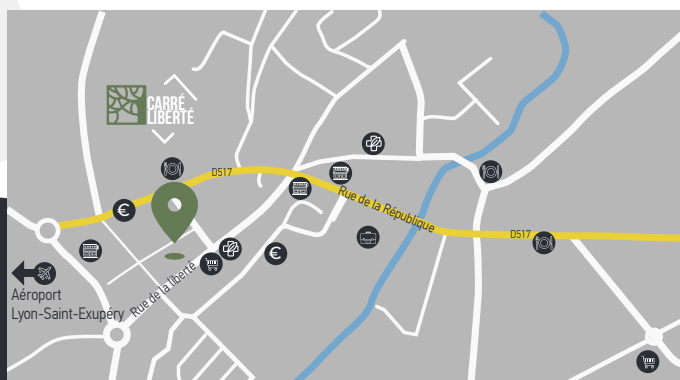 CARRÉ
LIBERTÉ
D517
Rue de la République
D517
€
€
Rue de la liberté
Aéroport
Lyon-Saint-Exupéry